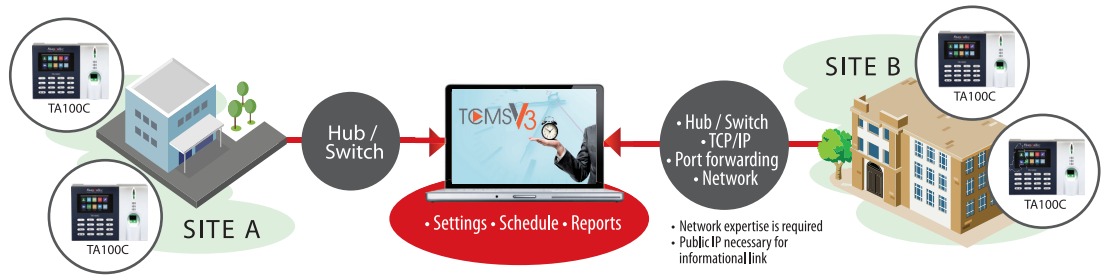 TA100C
TA100C
SITE A
Hub /
Switch
TCMSV3
• Settings • Schedule • Reports
• Hub / Switch
• TCP/IP
• Port forwarding
• Network
• Network expertise is required
• Public IP necessary for
informational link
SITE B
TA100C
TA100C